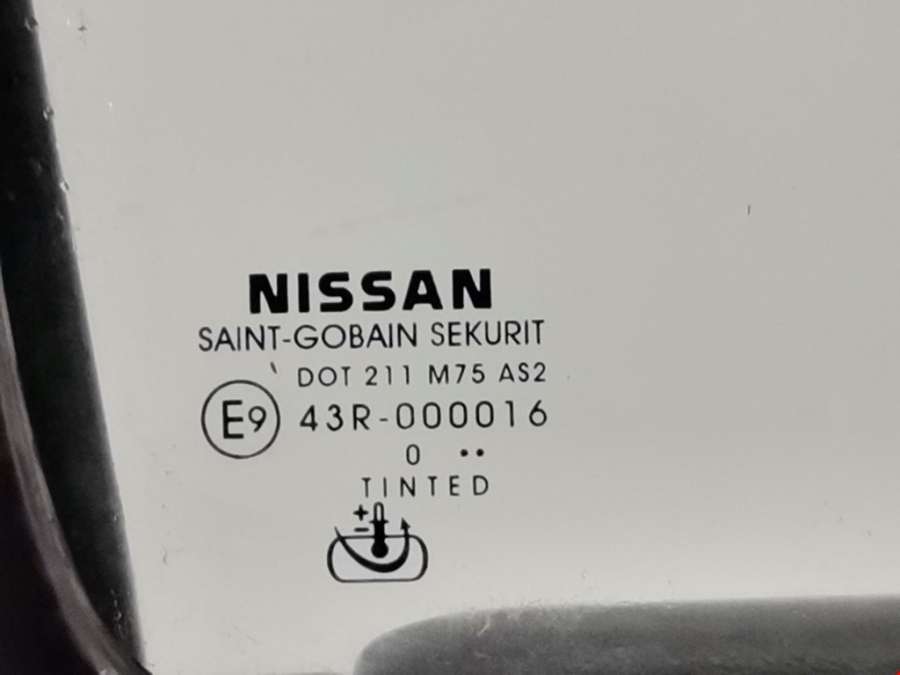 NISSAN
SAINT-GOBAIN SEKURIT
DOT 211 M75 AS2
E9 43R-000016
0 ··
TINTED
+
-